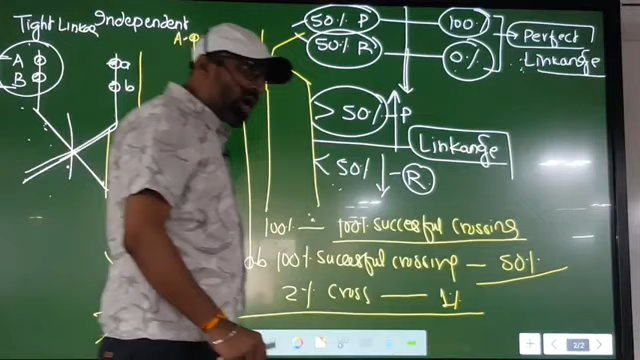 Tight Linked Independent
A
B
a
b
A-
50% P
50% R
100%
0%
Perfect
Linkange
> 50% P
< 50% - R
Linkange
100% — 100% successful crossing
ab 100% successful crossing — 50%
2% Cross — 1%
2/2